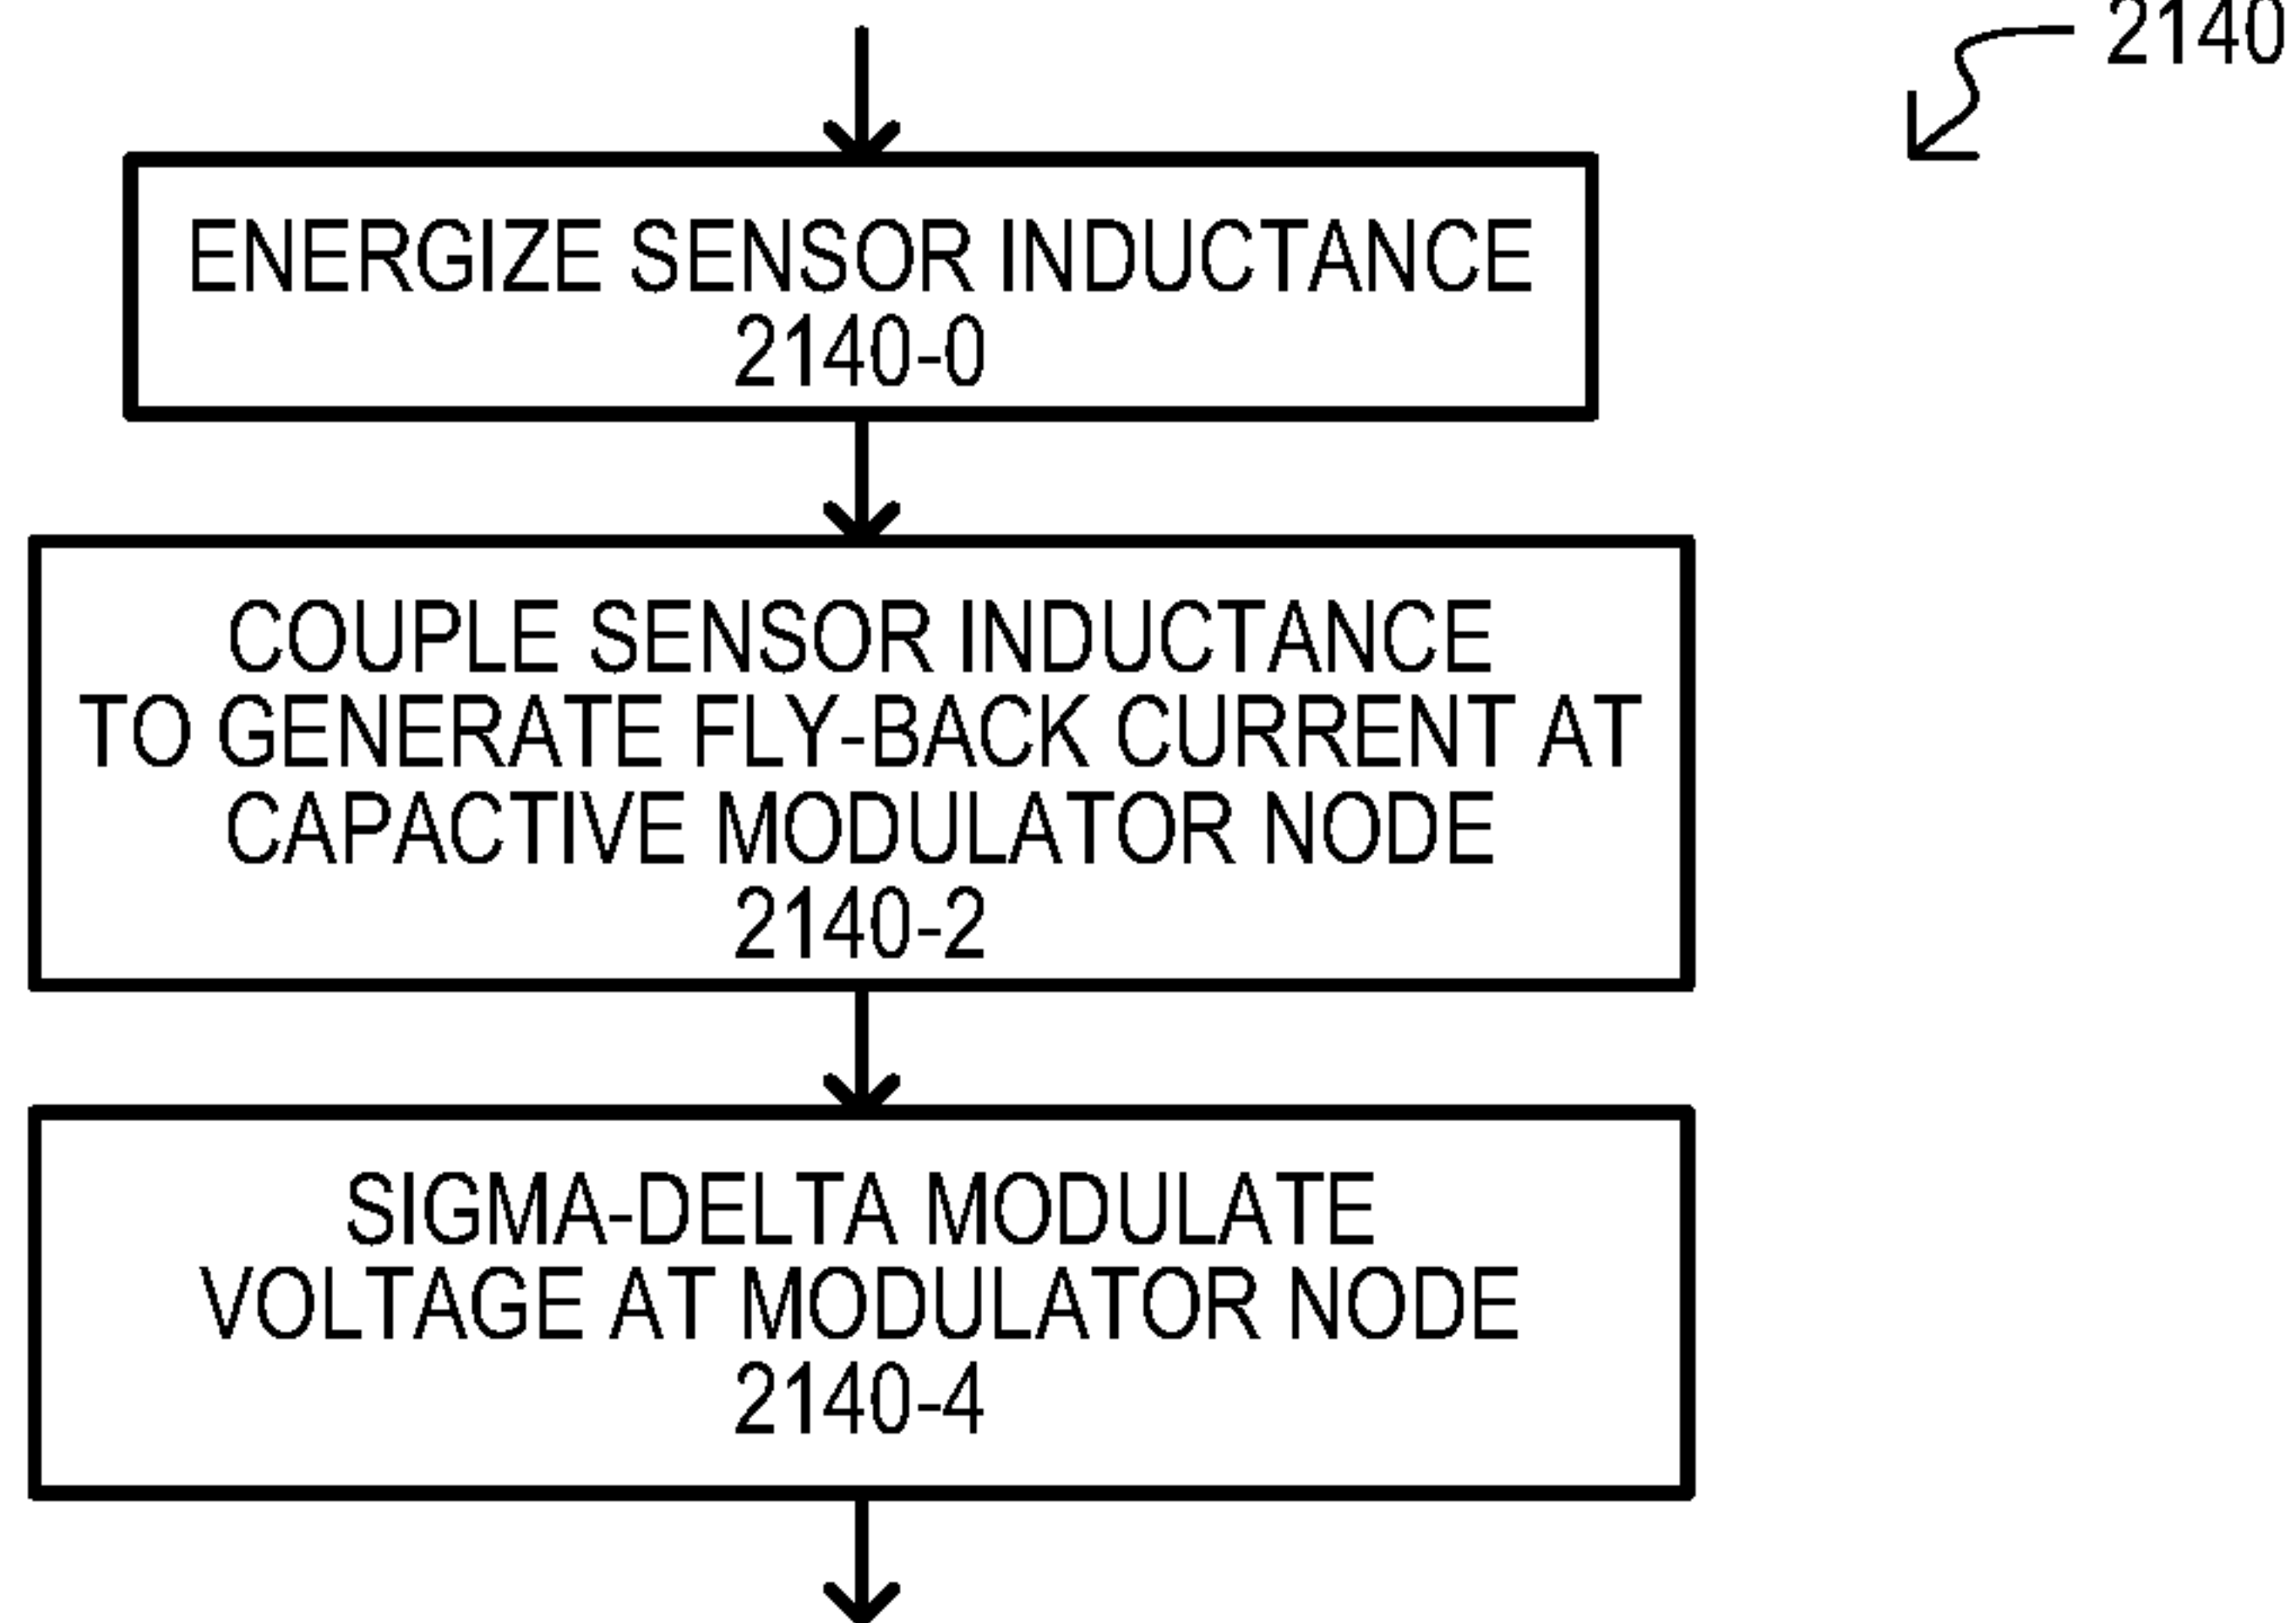 2140
ENERGIZE SENSOR INDUCTANCE
2140-0
COUPLE SENSOR INDUCTANCE
TO GENERATE FLY-BACK CURRENT AT
CAPACTIVE MODULATOR NODE
2140-2
SIGMA-DELTA MODULATE
VOLTAGE AT MODULATOR NODE
2140-4